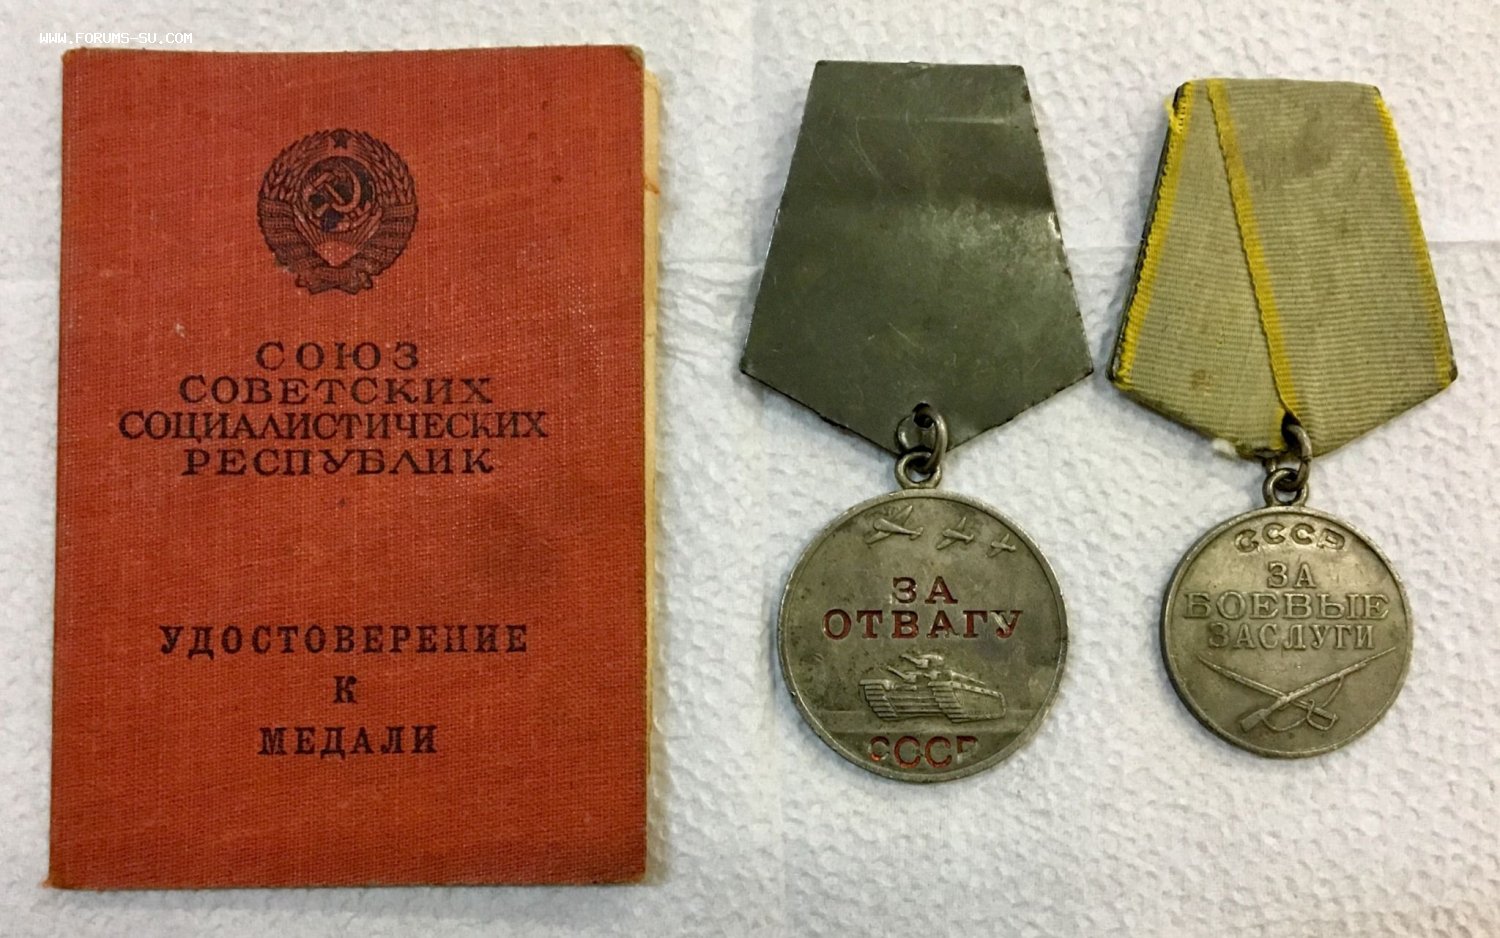 WWW.FORUMS-SU.COM
СОЮЗ
СОВЕТСКИХ
СОЦИАЛИСТИЧЕСКИХ
РЕСПУБЛИК
УДОСТОВЕРЕНИЕ
К
МЕДАЛИ
ЗА
ОТВАГУ
СССР
СССР
ЗА
БОЕВЫЕ
ЗАСЛУГИ